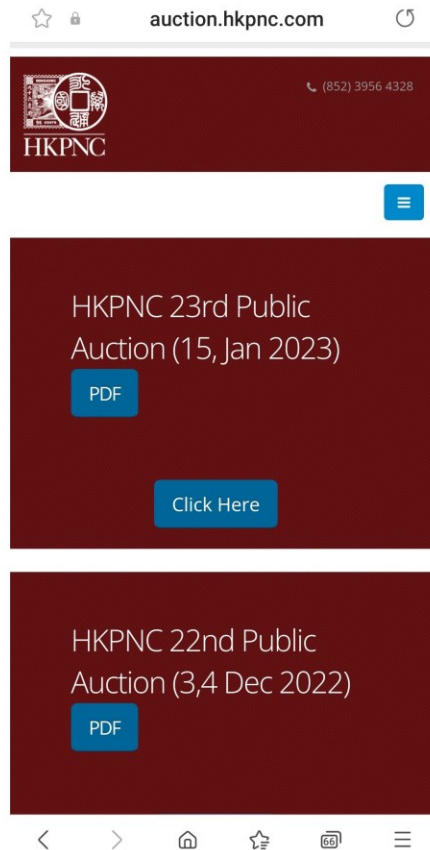 auction.hkpnc.com
HKPNC
(852) 3956 4328
HKPNC 23rd Public
Auction (15, Jan 2023)
PDF
Click Here
HKPNC 22nd Public
Auction (3,4 Dec 2022)
PDF
66